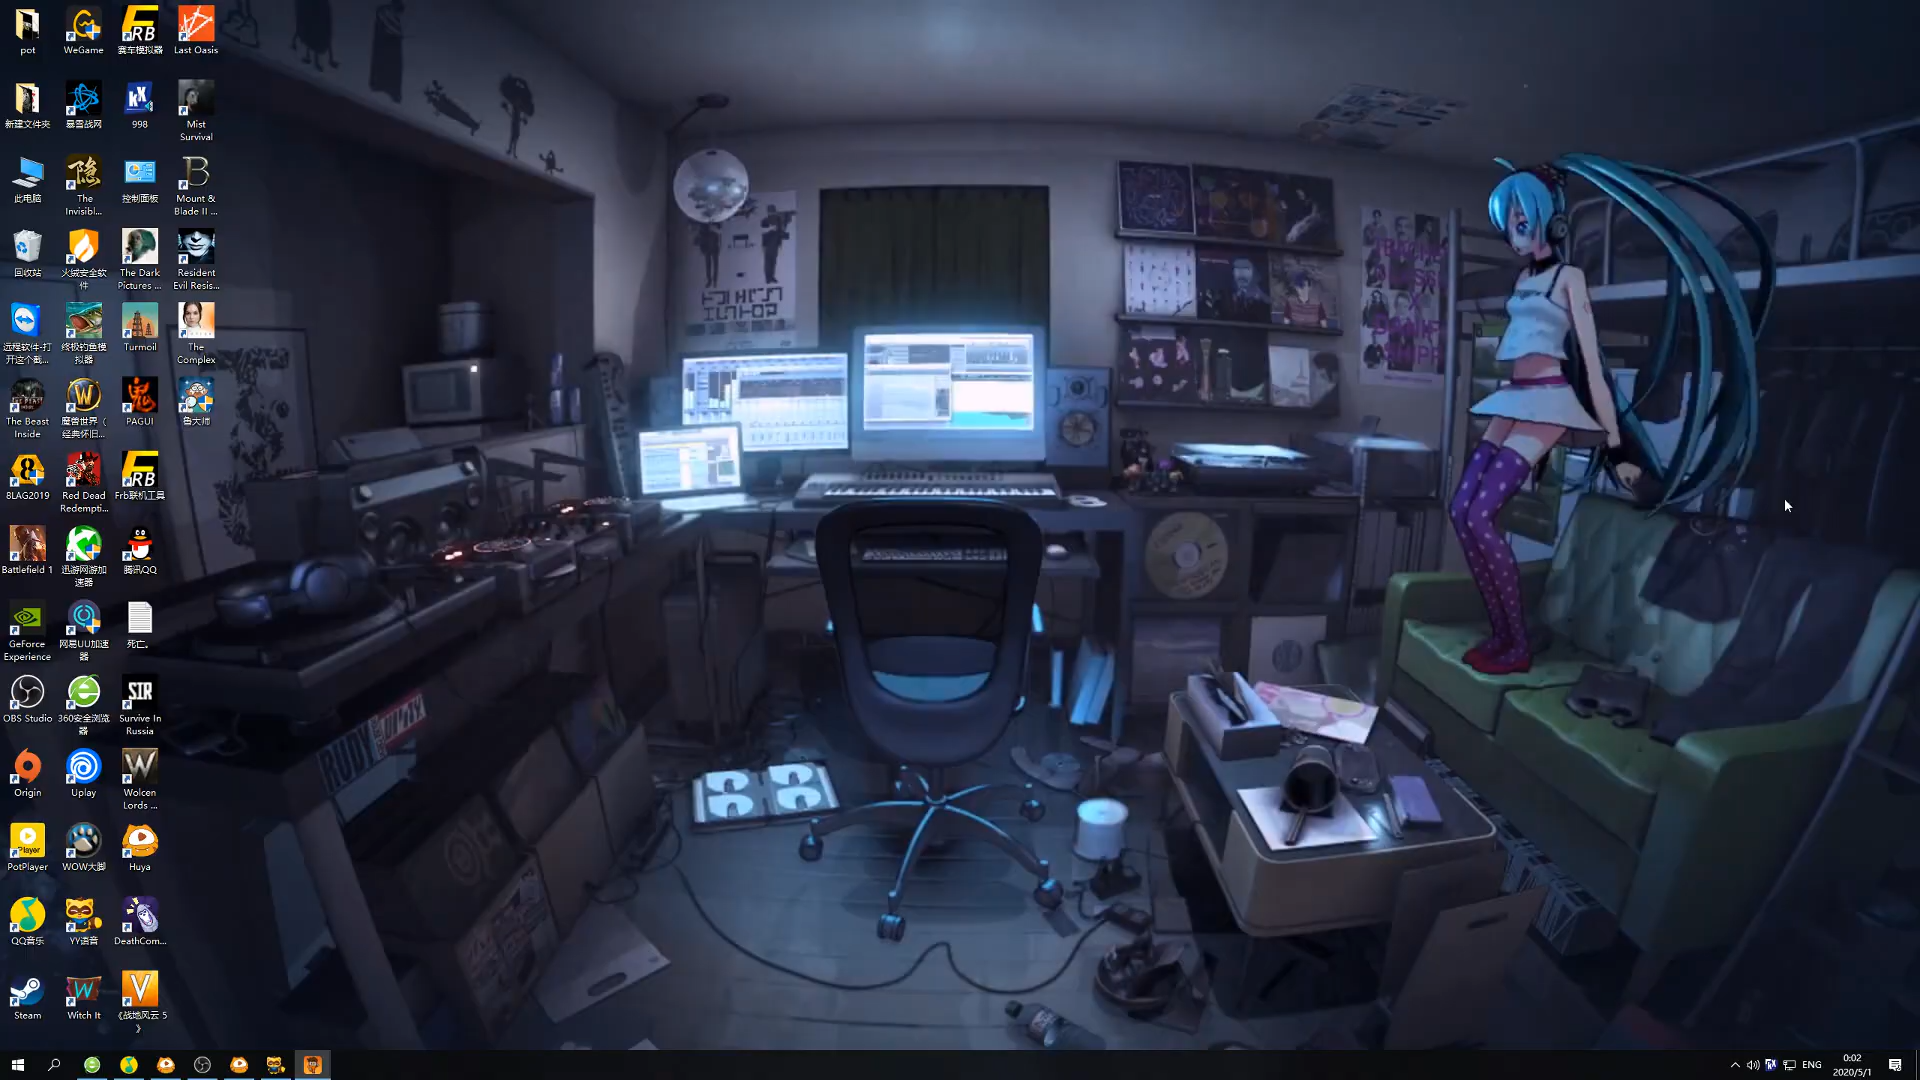 pot
WeGame
赛车模拟器
Last Oasis
新建文件夹
暴雪战网
998
Mist
Survival
此电脑
The
Invisibl...
控制面板
Mount &
Blade II ...
回收站
火绒安全软
件
The Dark
Pictures ...
Resident
Evil Resis...
远程软件-打
开这个截...
终极钓鱼模
拟器
Turmoil
The
Complex
The Beast
Inside
魔兽世界（
经典怀旧...
PAGUI
鲁大师
8LAG2019
Red Dead
Redempti...
Frb联机工具
Battlefield 1
迅游网游加
速器
腾讯QQ
GeForce
Experience
网易UU加速
器
死亡。
OBS Studio
360安全浏览
器
Survive In
Russia
Origin
Uplay
Wolcen
Lords ...
PotPlayer
WOW大脚
Huya
QQ音乐
YY语音
DeathCom...
Steam
Witch It
《战地风云 5
》
RUDY
ENG
0:02
2020/5/1